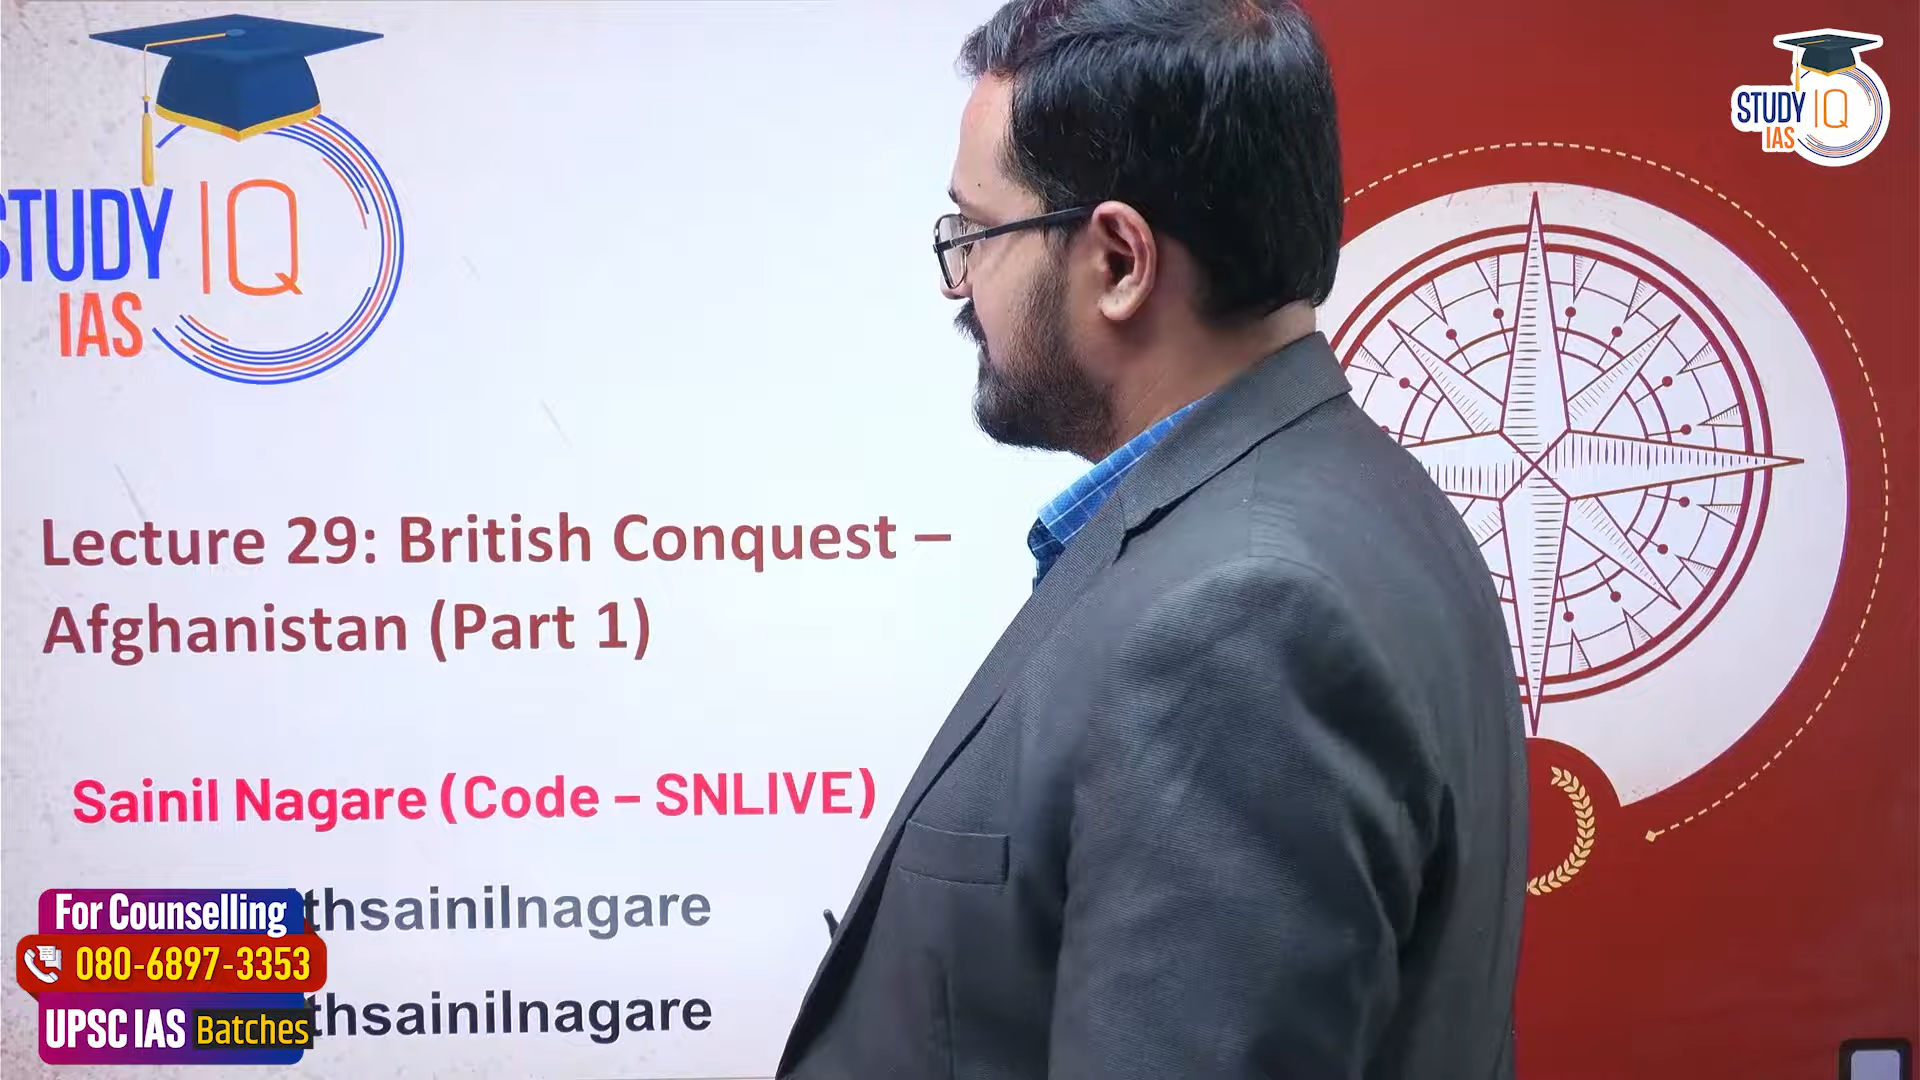 STUDY IQ
IAS
STUDY IQ
IAS
Lecture 29: British Conquest –
Afghanistan (Part 1)
Sainil Nagare (Code – SNLIVE)
thsainilnagare
thsainilnagare
For Counselling
080-6897-3353
UPSC IAS Batches